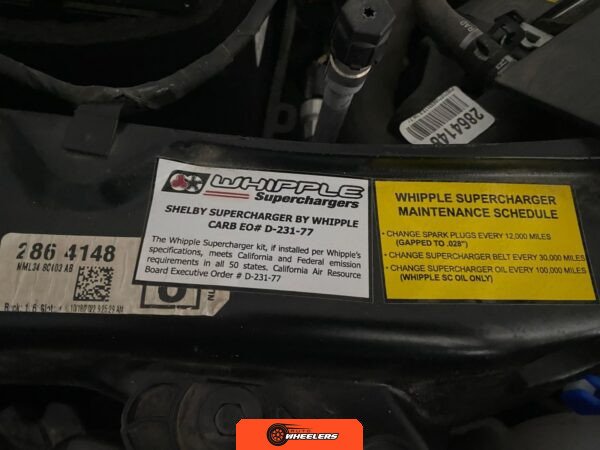 2864148
WHIPPLE
Superchargers
SHELBY SUPERCHARGER BY WHIPPLE
CARB EO# D-231-77
The Whipple Supercharger kit, if installed per Whipple's
specifications, meets California and Federal emission
requirements in all 50 states. California Air Resource
Board Executive Order # D-231-77
WHIPPLE SUPERCHARGER
MAINTENANCE SCHEDULE
· CHANGE SPARK PLUGS EVERY 12,000 MILES
(GAPPED TO .028")
· CHANGE SUPERCHARGER BELT EVERY 30,000 MILES
· CHANGE SUPERCHARGER OIL EVERY 100,000 MILES
(WHIPPLE SC OIL ONLY)
286 4148
AUTO
WHEELERS